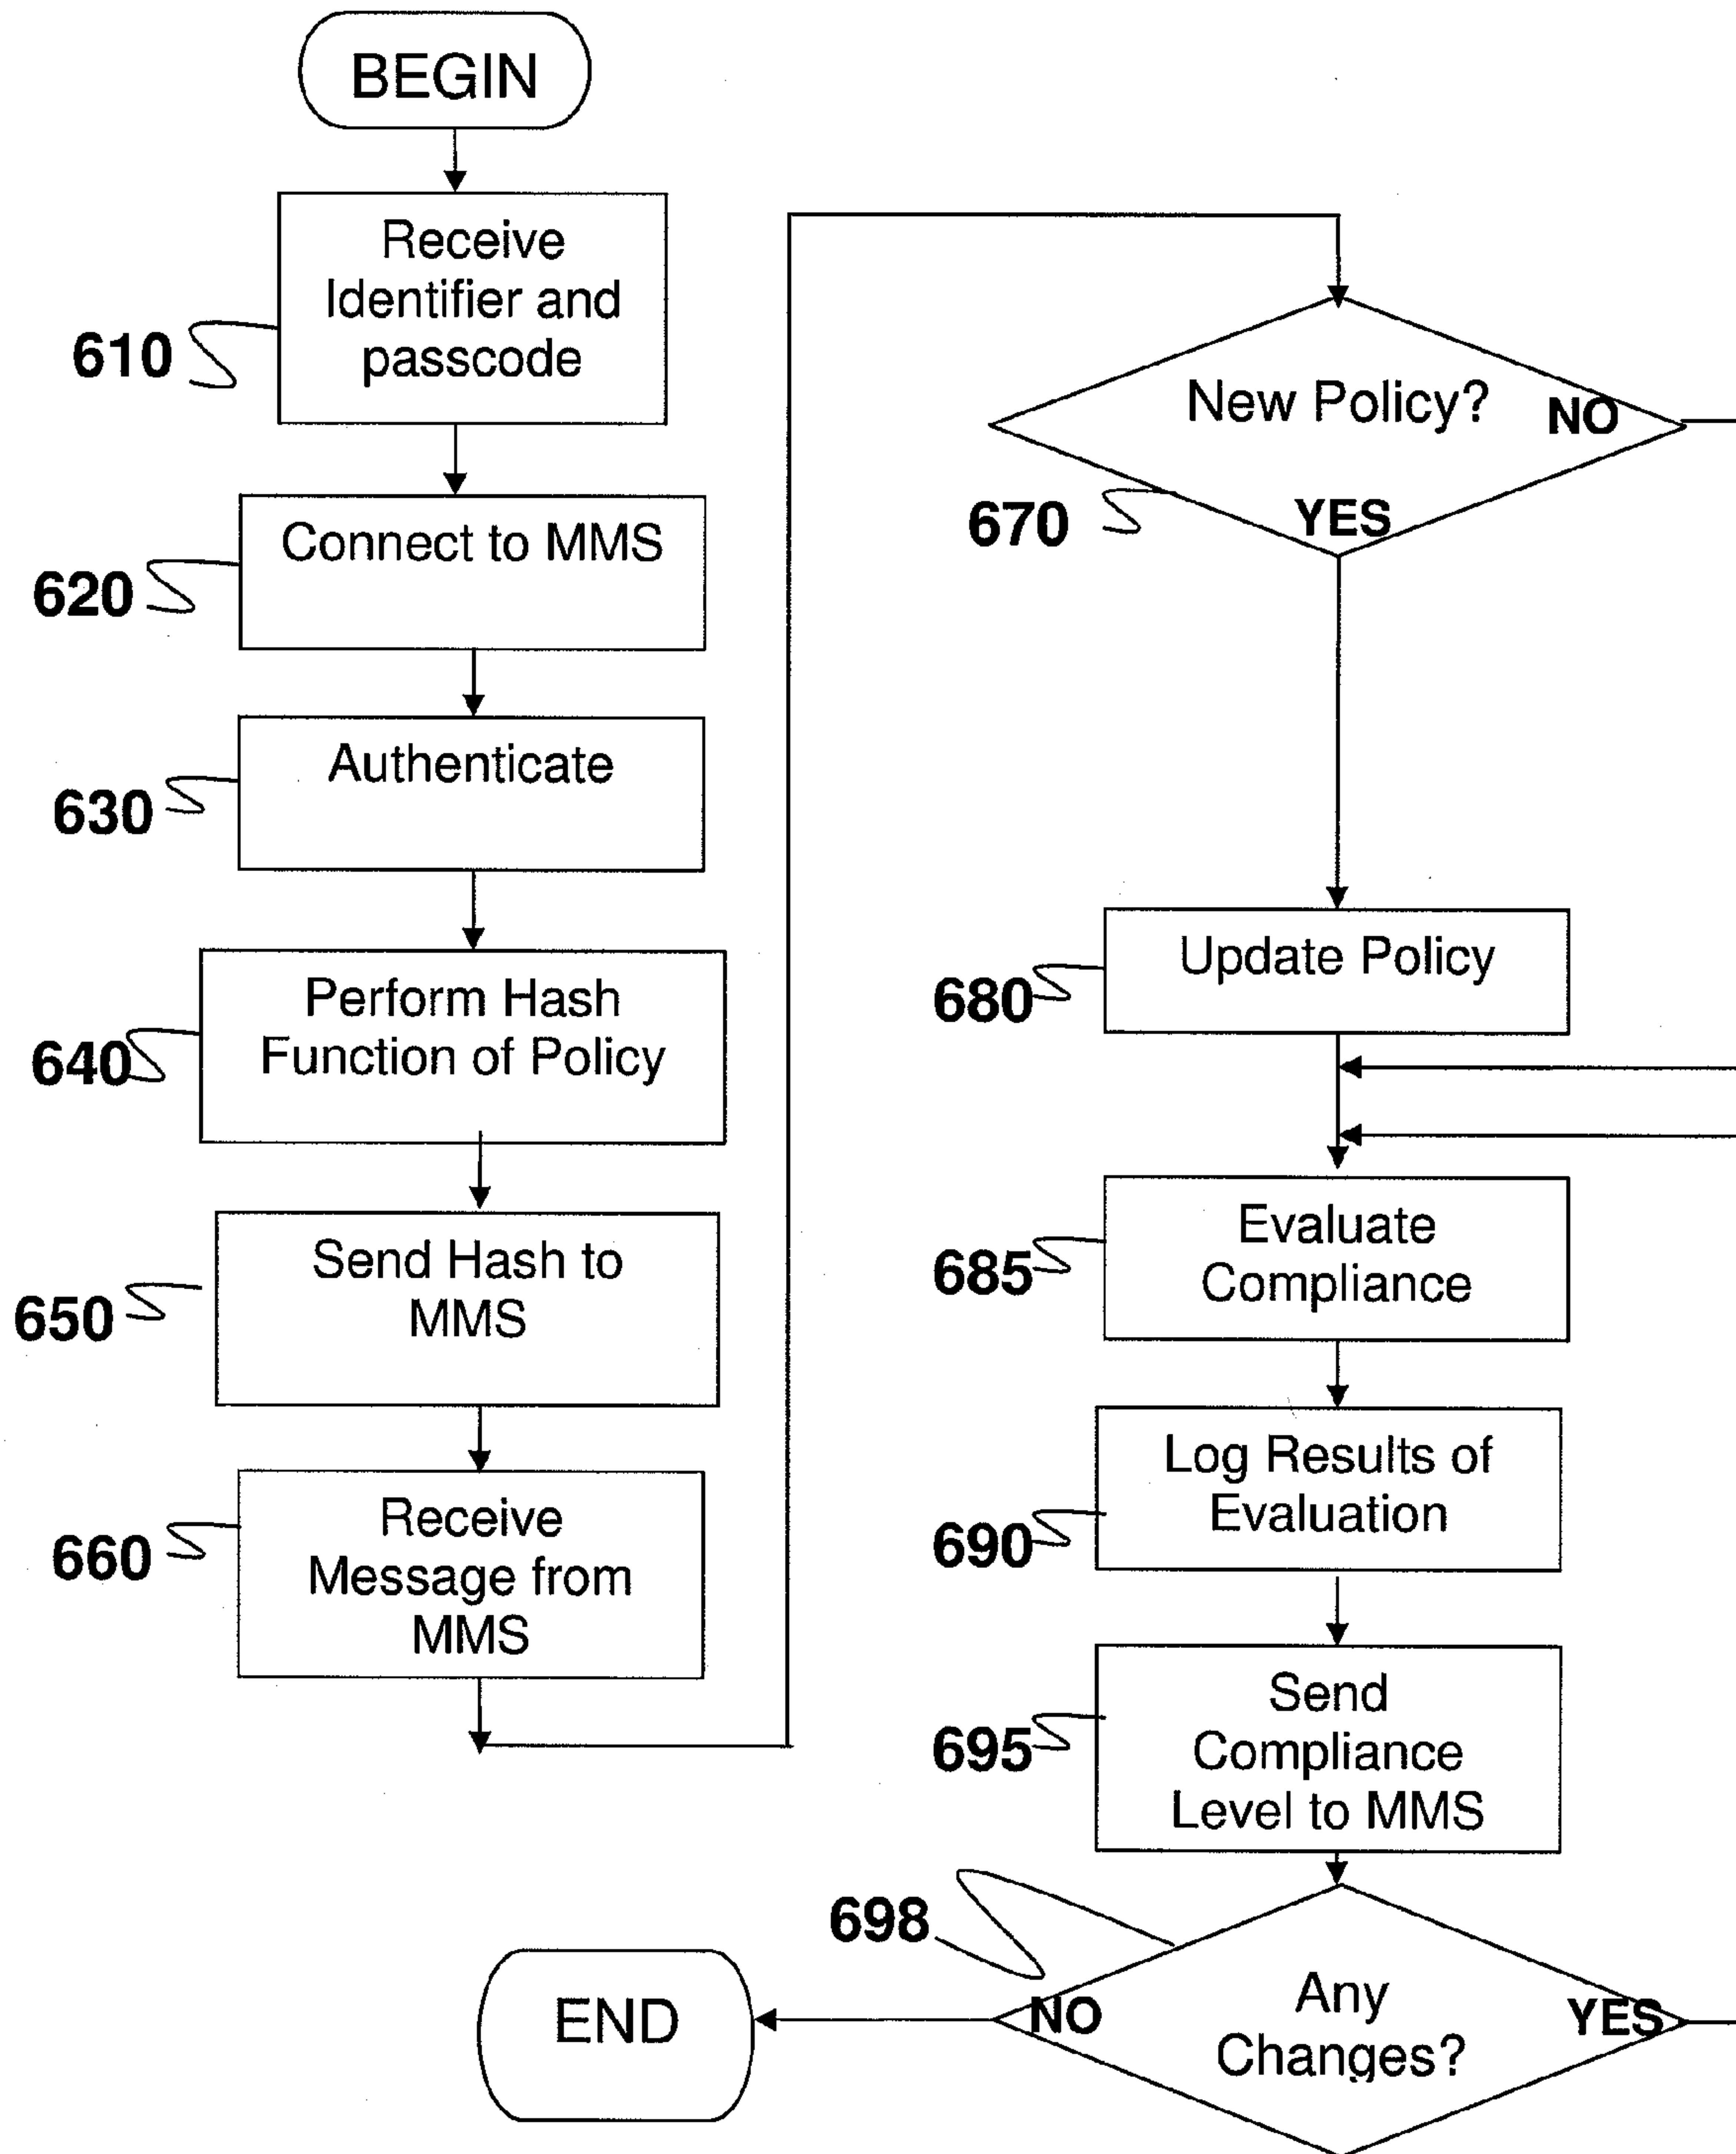 BEGIN
Receive
Identifier and
passcode
610
Connect to MMS
620
Authenticate
630
Perform Hash
Function of Policy
640
Send Hash to
MMS
650
Receive
Message from
MMS
660
New Policy?
NO
YES
670
Update Policy
680
Evaluate
Compliance
685
Log Results of
Evaluation
690
Send
Compliance
Level to MMS
695
698
Any
Changes?
NO
YES
END